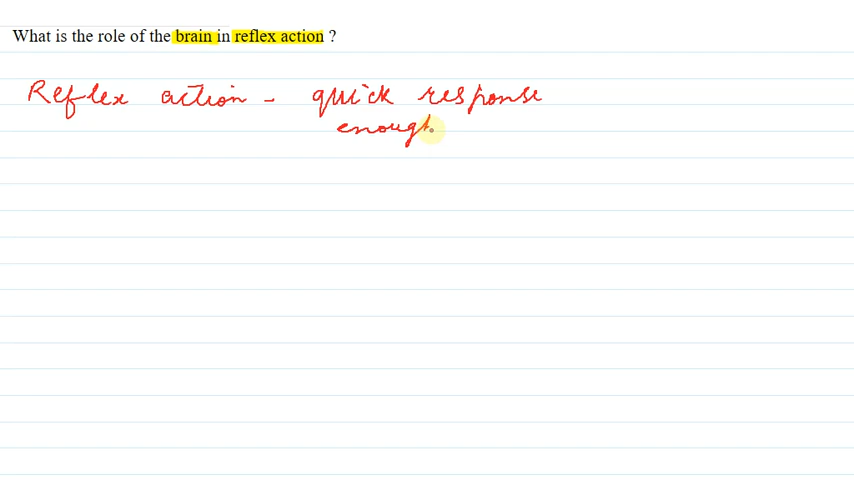 What is the role of the brain in reflex action ?
Reflex action - quick response
enough